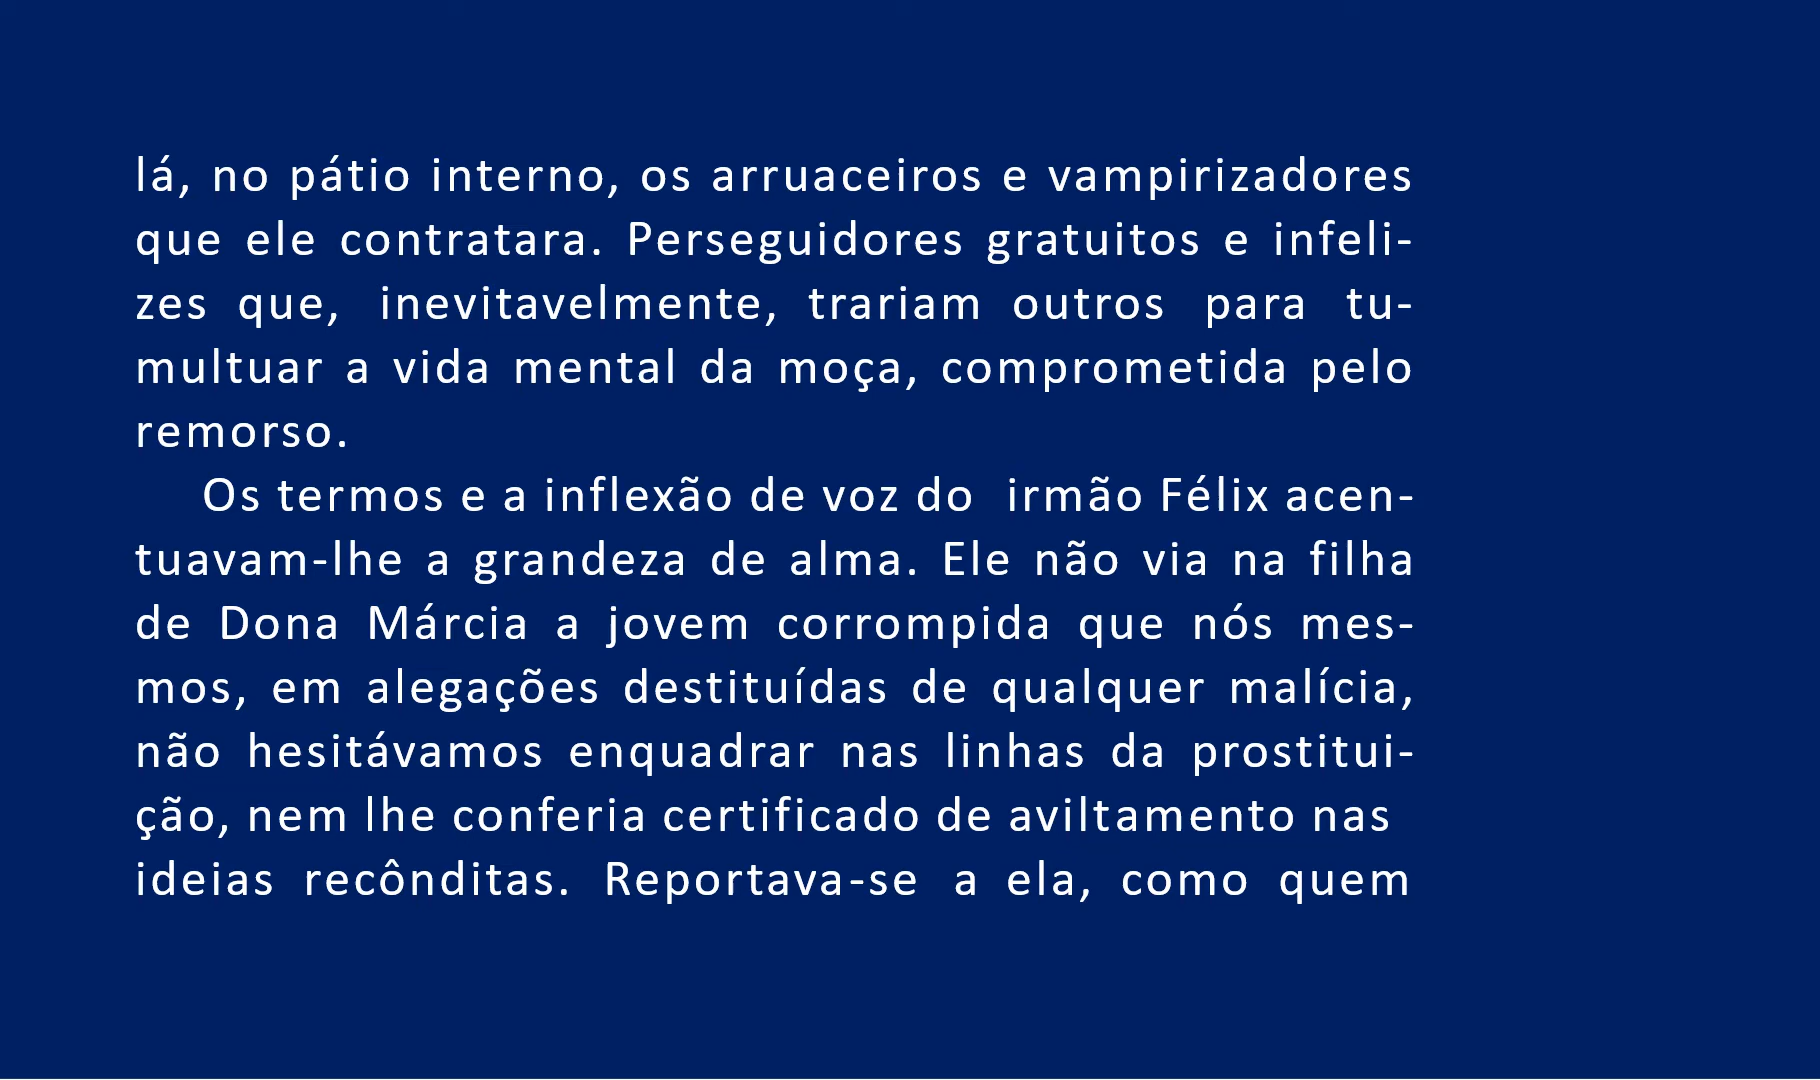 lá, no pátio interno, os arruaceiros e vampirizadores
que ele contratara. Perseguidores gratuitos e infeli-
zes que, inevitavelmente, trariam outros para tu-
multuar a vida mental da moça, comprometida pelo
remorso.
Os termos e a inflexão de voz do irmão Félix acen-
tuavam-lhe a grandeza de alma. Ele não via na filha
de Dona Márcia a jovem corrompida que nós mes-
mos, em alegações destituídas de qualquer malícia,
não hesitávamos enquadrar nas linhas da prostitui-
ção, nem lhe conferia certificado de aviltamento nas
ideias recônditas. Reportava-se a ela, como quem